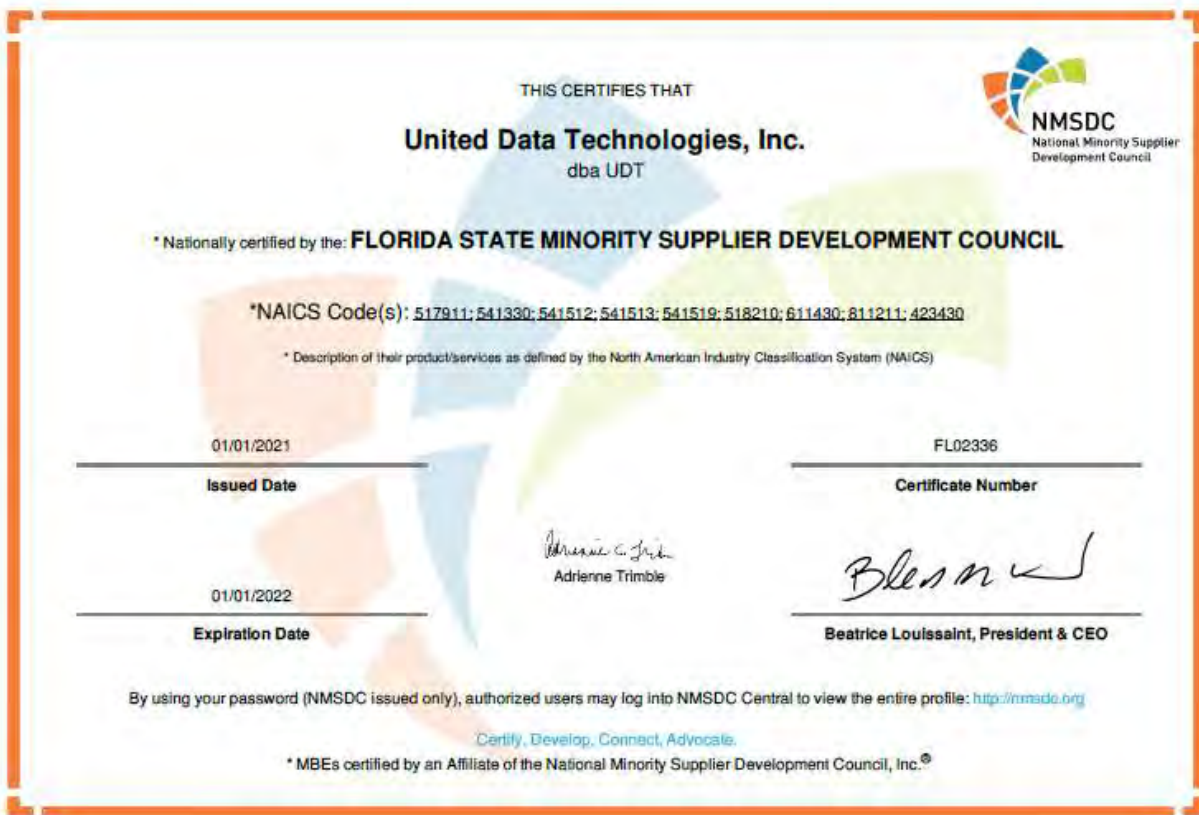 THIS CERTIFIES THAT
United Data Technologies, Inc.
dba UDT
NMSDC
National Minority Supplier
Development Council
* Nationally certified by the: FLORIDA STATE MINORITY SUPPLIER DEVELOPMENT COUNCIL
*NAICS Code(s): 517911; 541330; 541512; 541513; 541519; 518210; 611430; 811211; 423430
* Description of their product/services as defined by the North American Industry Classification System (NAICS)
01/01/2021
Issued Date
FL02336
Certificate Number
Adrienne Trimble
01/01/2022
Expiration Date
Beatrice Louissaint, President & CEO
By using your password (NMSDC issued only), authorized users may log into NMSDC Central to view the entire profile: http://nmsdc.org
Certify, Develop, Connect, Advocate.
* MBEs certified by an Affiliate of the National Minority Supplier Development Council, Inc.®